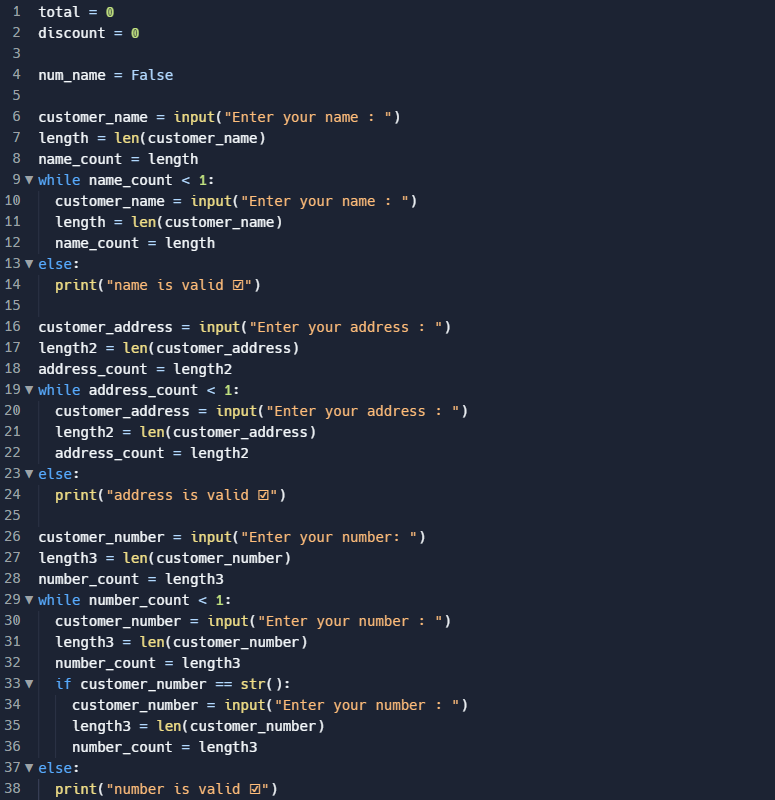 1 total = 0
2 discount = 0
3
4 num_name = False
5
6 customer_name = input("Enter your name : ")
7 length = len(customer_name)
8 name_count = length
9 ▼ while name_count < 1:
10   customer_name = input("Enter your name : ")
11   length = len(customer_name)
12   name_count = length
13 ▼ else:
14   print("name is valid ☑")
15
16 customer_address = input("Enter your address : ")
17 length2 = len(customer_address)
18 address_count = length2
19 ▼ while address_count < 1:
20   customer_address = input("Enter your address : ")
21   length2 = len(customer_address)
22   address_count = length2
23 ▼ else:
24   print("address is valid ☑")
25
26 customer_number = input("Enter your number: ")
27 length3 = len(customer_number)
28 number_count = length3
29 ▼ while number_count < 1:
30   customer_number = input("Enter your number : ")
31   length3 = len(customer_number)
32   number_count = length3
33 ▼   if customer_number == str():
34     customer_number = input("Enter your number : ")
35     length3 = len(customer_number)
36     number_count = length3
37 ▼ else:
38   print("number is valid ☑")